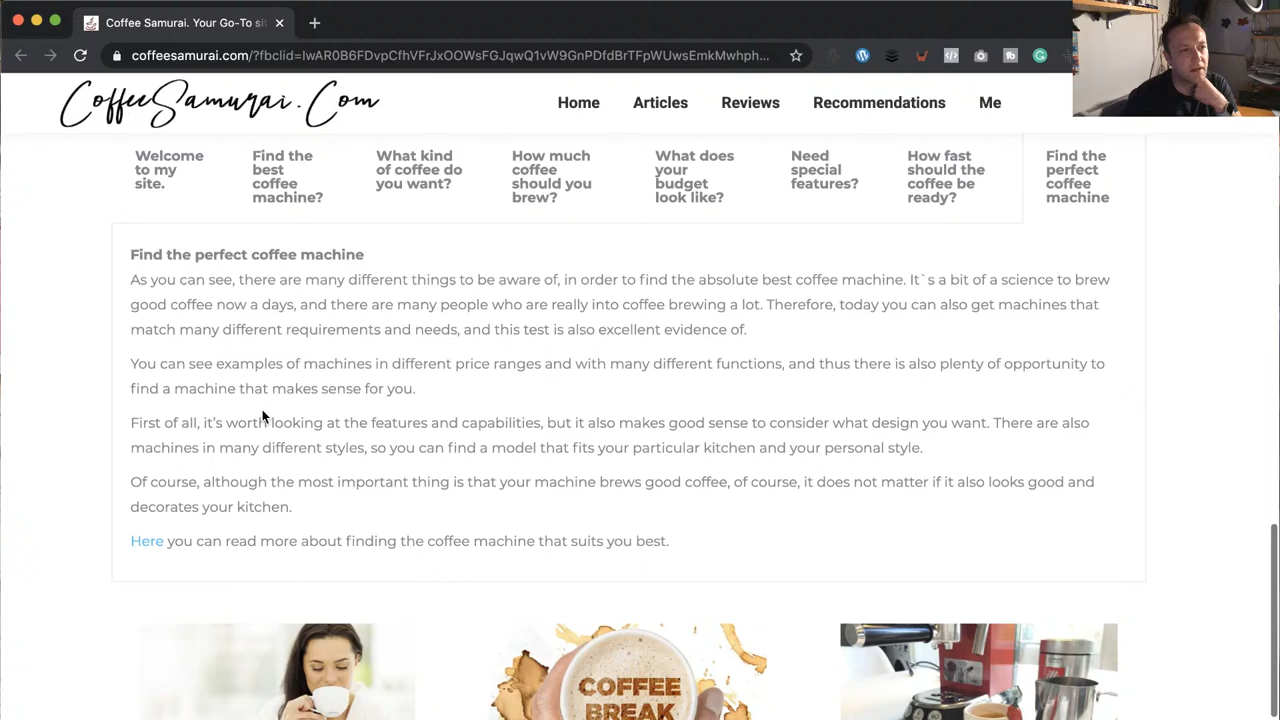 Coffee Samurai. Your Go-To si
coffeesamurai.com/?fbclid=IwAR0B6FDvpCfhVFrJxOOWsFGJqwQ1vW9GnPDfdBrTFpWUwsEmkMwhph...
CoffeeSamurai.Com
Home Articles Reviews Recommendations Me
Welcome to my site.
Find the best coffee machine?
What kind of coffee do you want?
How much coffee should you brew?
What does your budget look like?
Need special features?
How fast should the coffee be ready?
Find the perfect coffee machine
Find the perfect coffee machine
As you can see, there are many different things to be aware of, in order to find the absolute best coffee machine. It`s a bit of a science to brew
good coffee now a days, and there are many people who are really into coffee brewing a lot. Therefore, today you can also get machines that
match many different requirements and needs, and this test is also excellent evidence of.
You can see examples of machines in different price ranges and with many different functions, and thus there is also plenty of opportunity to
find a machine that makes sense for you.
First of all, it’s worth looking at the features and capabilities, but it also makes good sense to consider what design you want. There are also
machines in many different styles, so you can find a model that fits your particular kitchen and your personal style.
Of course, although the most important thing is that your machine brews good coffee, of course, it does not matter if it also looks good and
decorates your kitchen.
Here you can read more about finding the coffee machine that suits you best.
COFFEE
BREAK